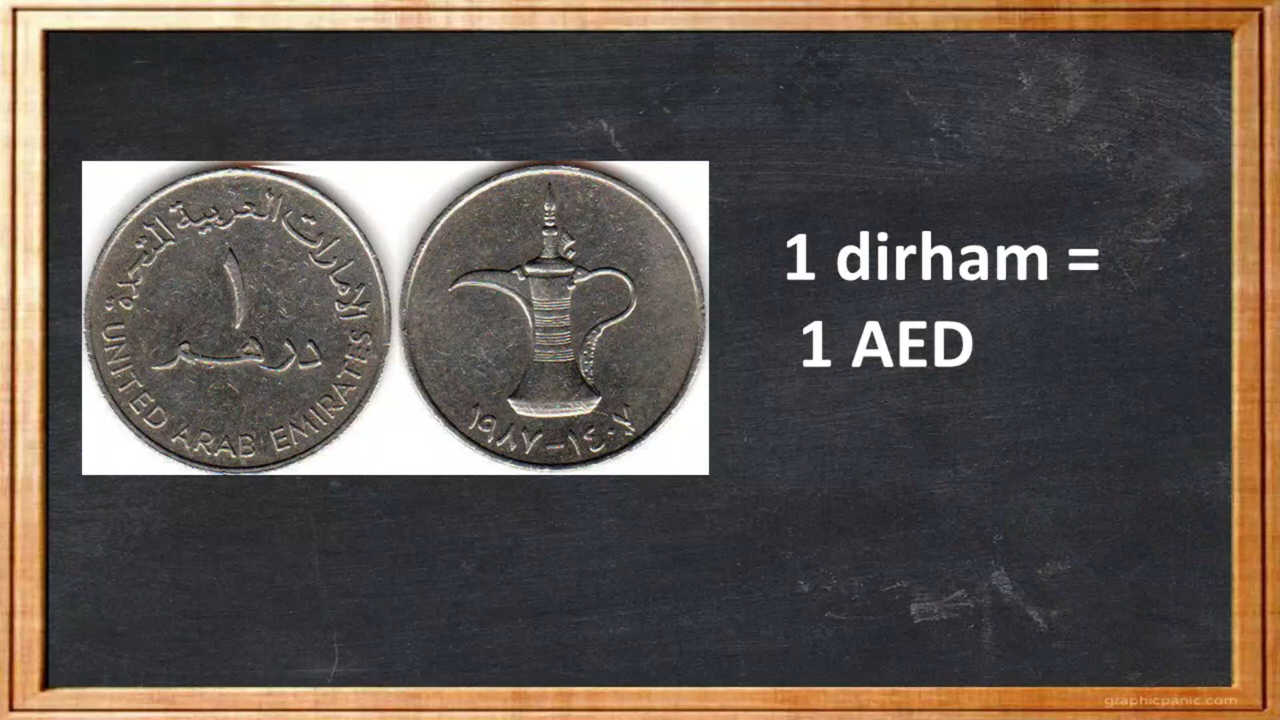 الإمارات العربية المتحدة
١
درهم
UNITED ARAB EMIRATES
١٩٨٧-١٤٠٧
1 dirham =
1 AED
graphicpanic.com